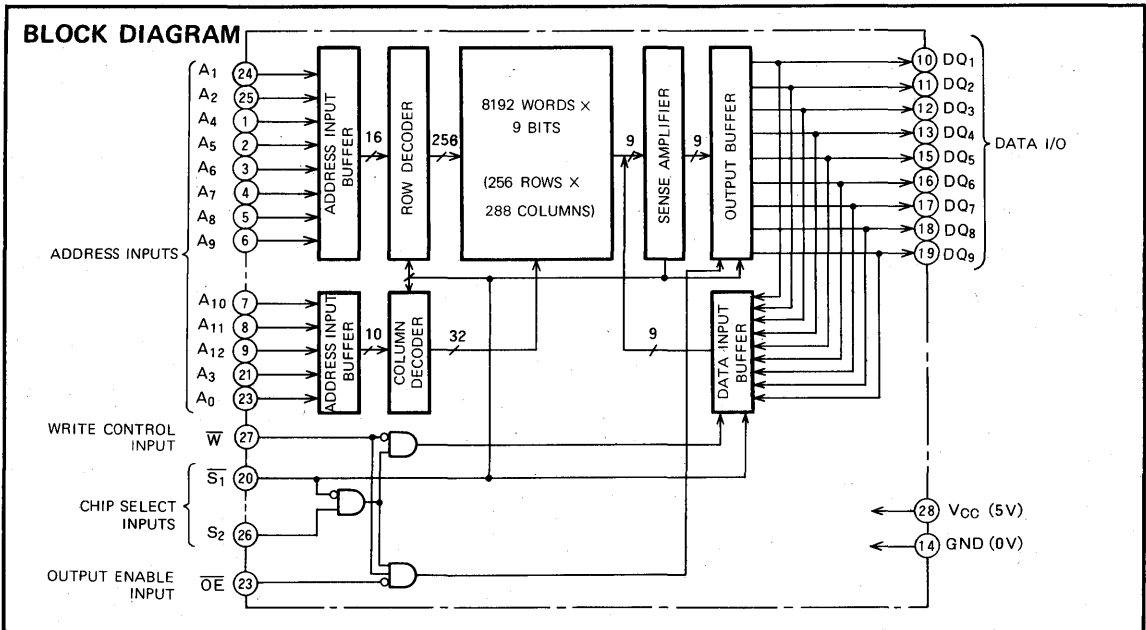 BLOCK DIAGRAM
ADDRESS INPUTS
A1 24
A2 25
A4 1
A5 2
A6 3
A7 4
A8 5
A9 6
A10 7
A11 8
A12 9
A3 21
A0 23
ADDRESS INPUT
BUFFER
16
ROW DECODER
256
8192 WORDS ×
9 BITS
(256 ROWS ×
288 COLUMNS)
9
SENSE AMPLIFIER
9
OUTPUT BUFFER
10 DQ1
11 DQ2
12 DQ3
13 DQ4
15 DQ5
16 DQ6
17 DQ7
18 DQ8
19 DQ9
DATA I/O
ADDRESS INPUT
BUFFER
10
COLUMN
DECODER
32
9
DATA INPUT
BUFFER
WRITE CONTROL
INPUT
W̅ 27
CHIP SELECT
INPUTS
S̅1̅ 20
S2 26
OUTPUT ENABLE
INPUT
O̅E̅ 23
28 VCC (5V)
14 GND (0V)